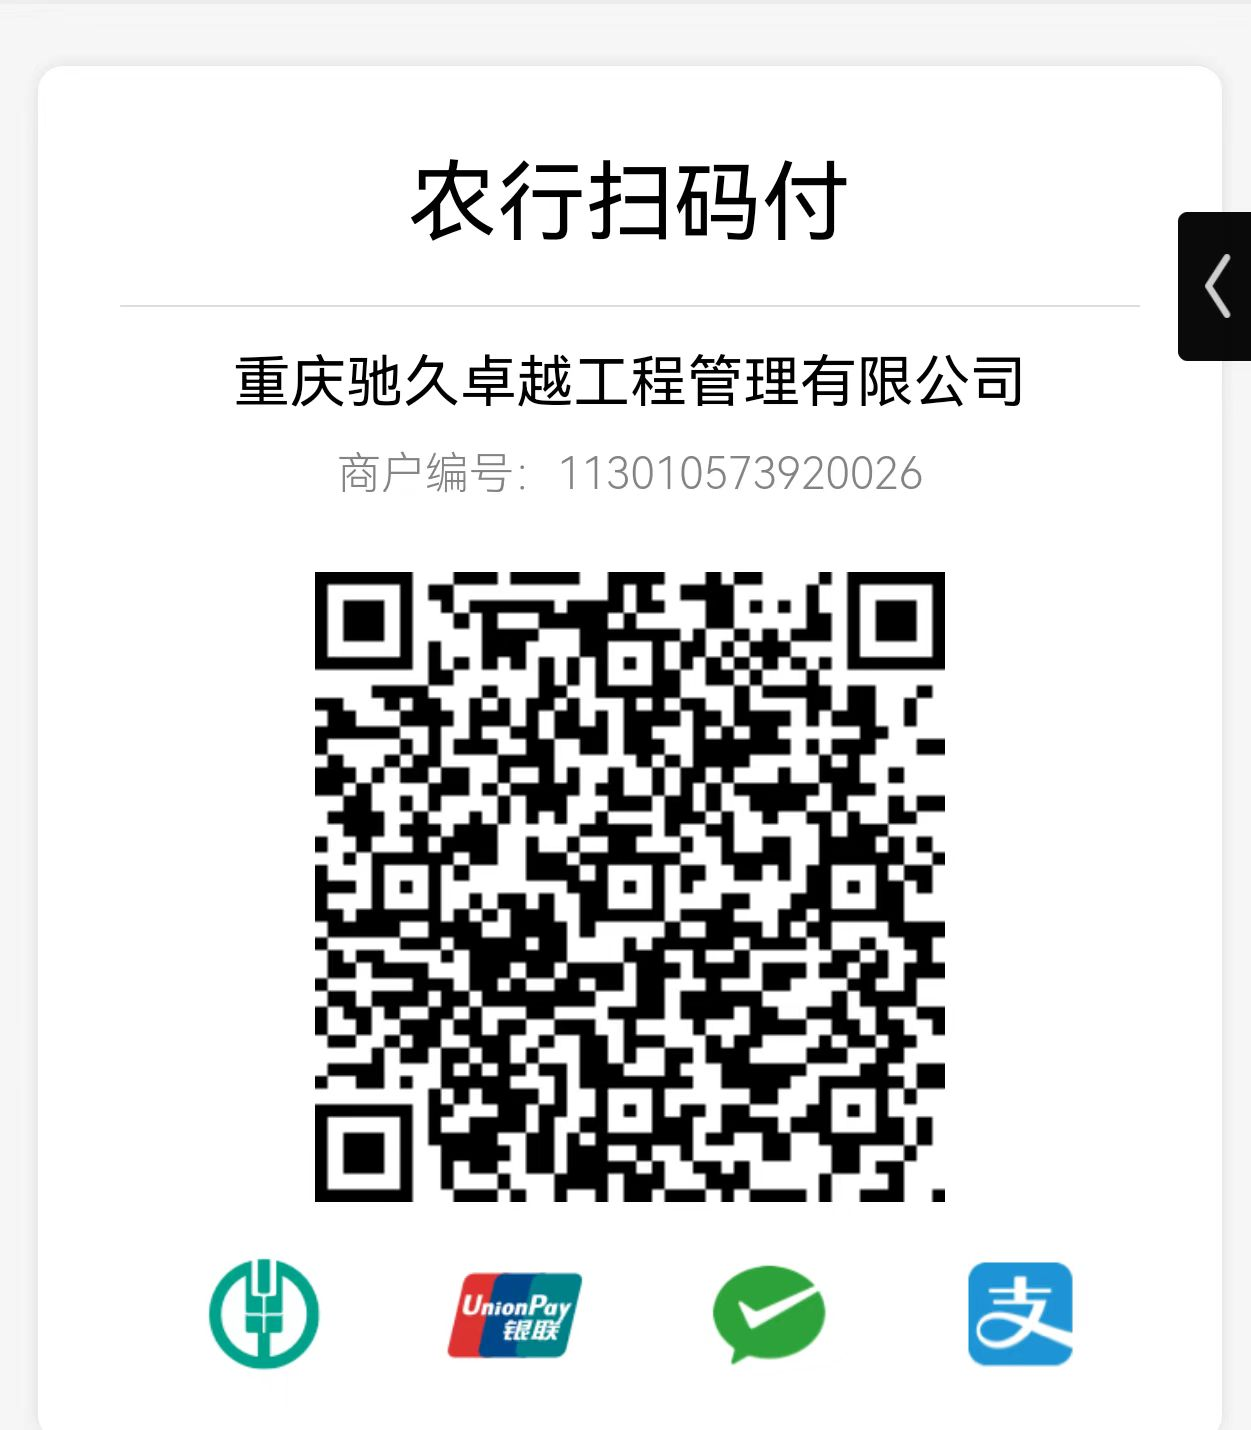 农行扫码付
重庆驰久卓越工程管理有限公司
商户编号：113010573920026
UnionPay
银联
支